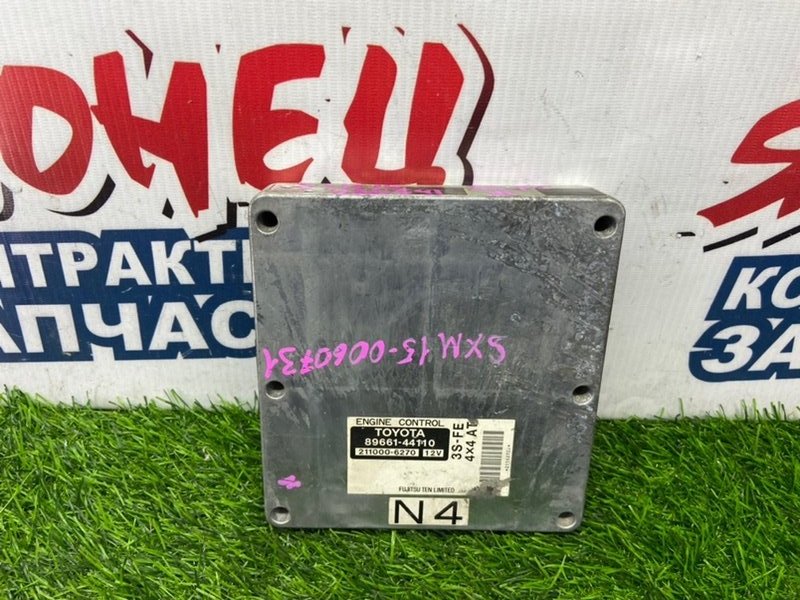 ОНЕЦ
НТРАКТ
АПЧАС
КО
ЗА
SXM15-0060731
ENGINE CONTROL
TOYOTA
89661-44110
211000-6270 12V
3S-FE
4X4 AT
FUJITSU TEN LIMITED
N4